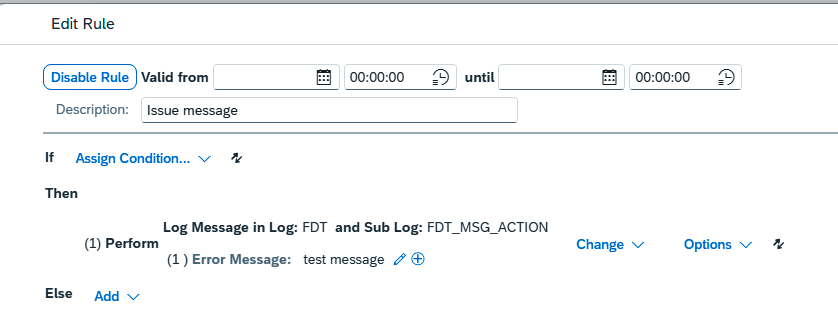 Edit Rule
Disable Rule Valid from 00:00:00 until 00:00:00
Description: Issue message
If Assign Condition...
Then
Log Message in Log: FDT and Sub Log: FDT_MSG_ACTION
(1) Perform Change Options
(1 ) Error Message: test message
Else Add